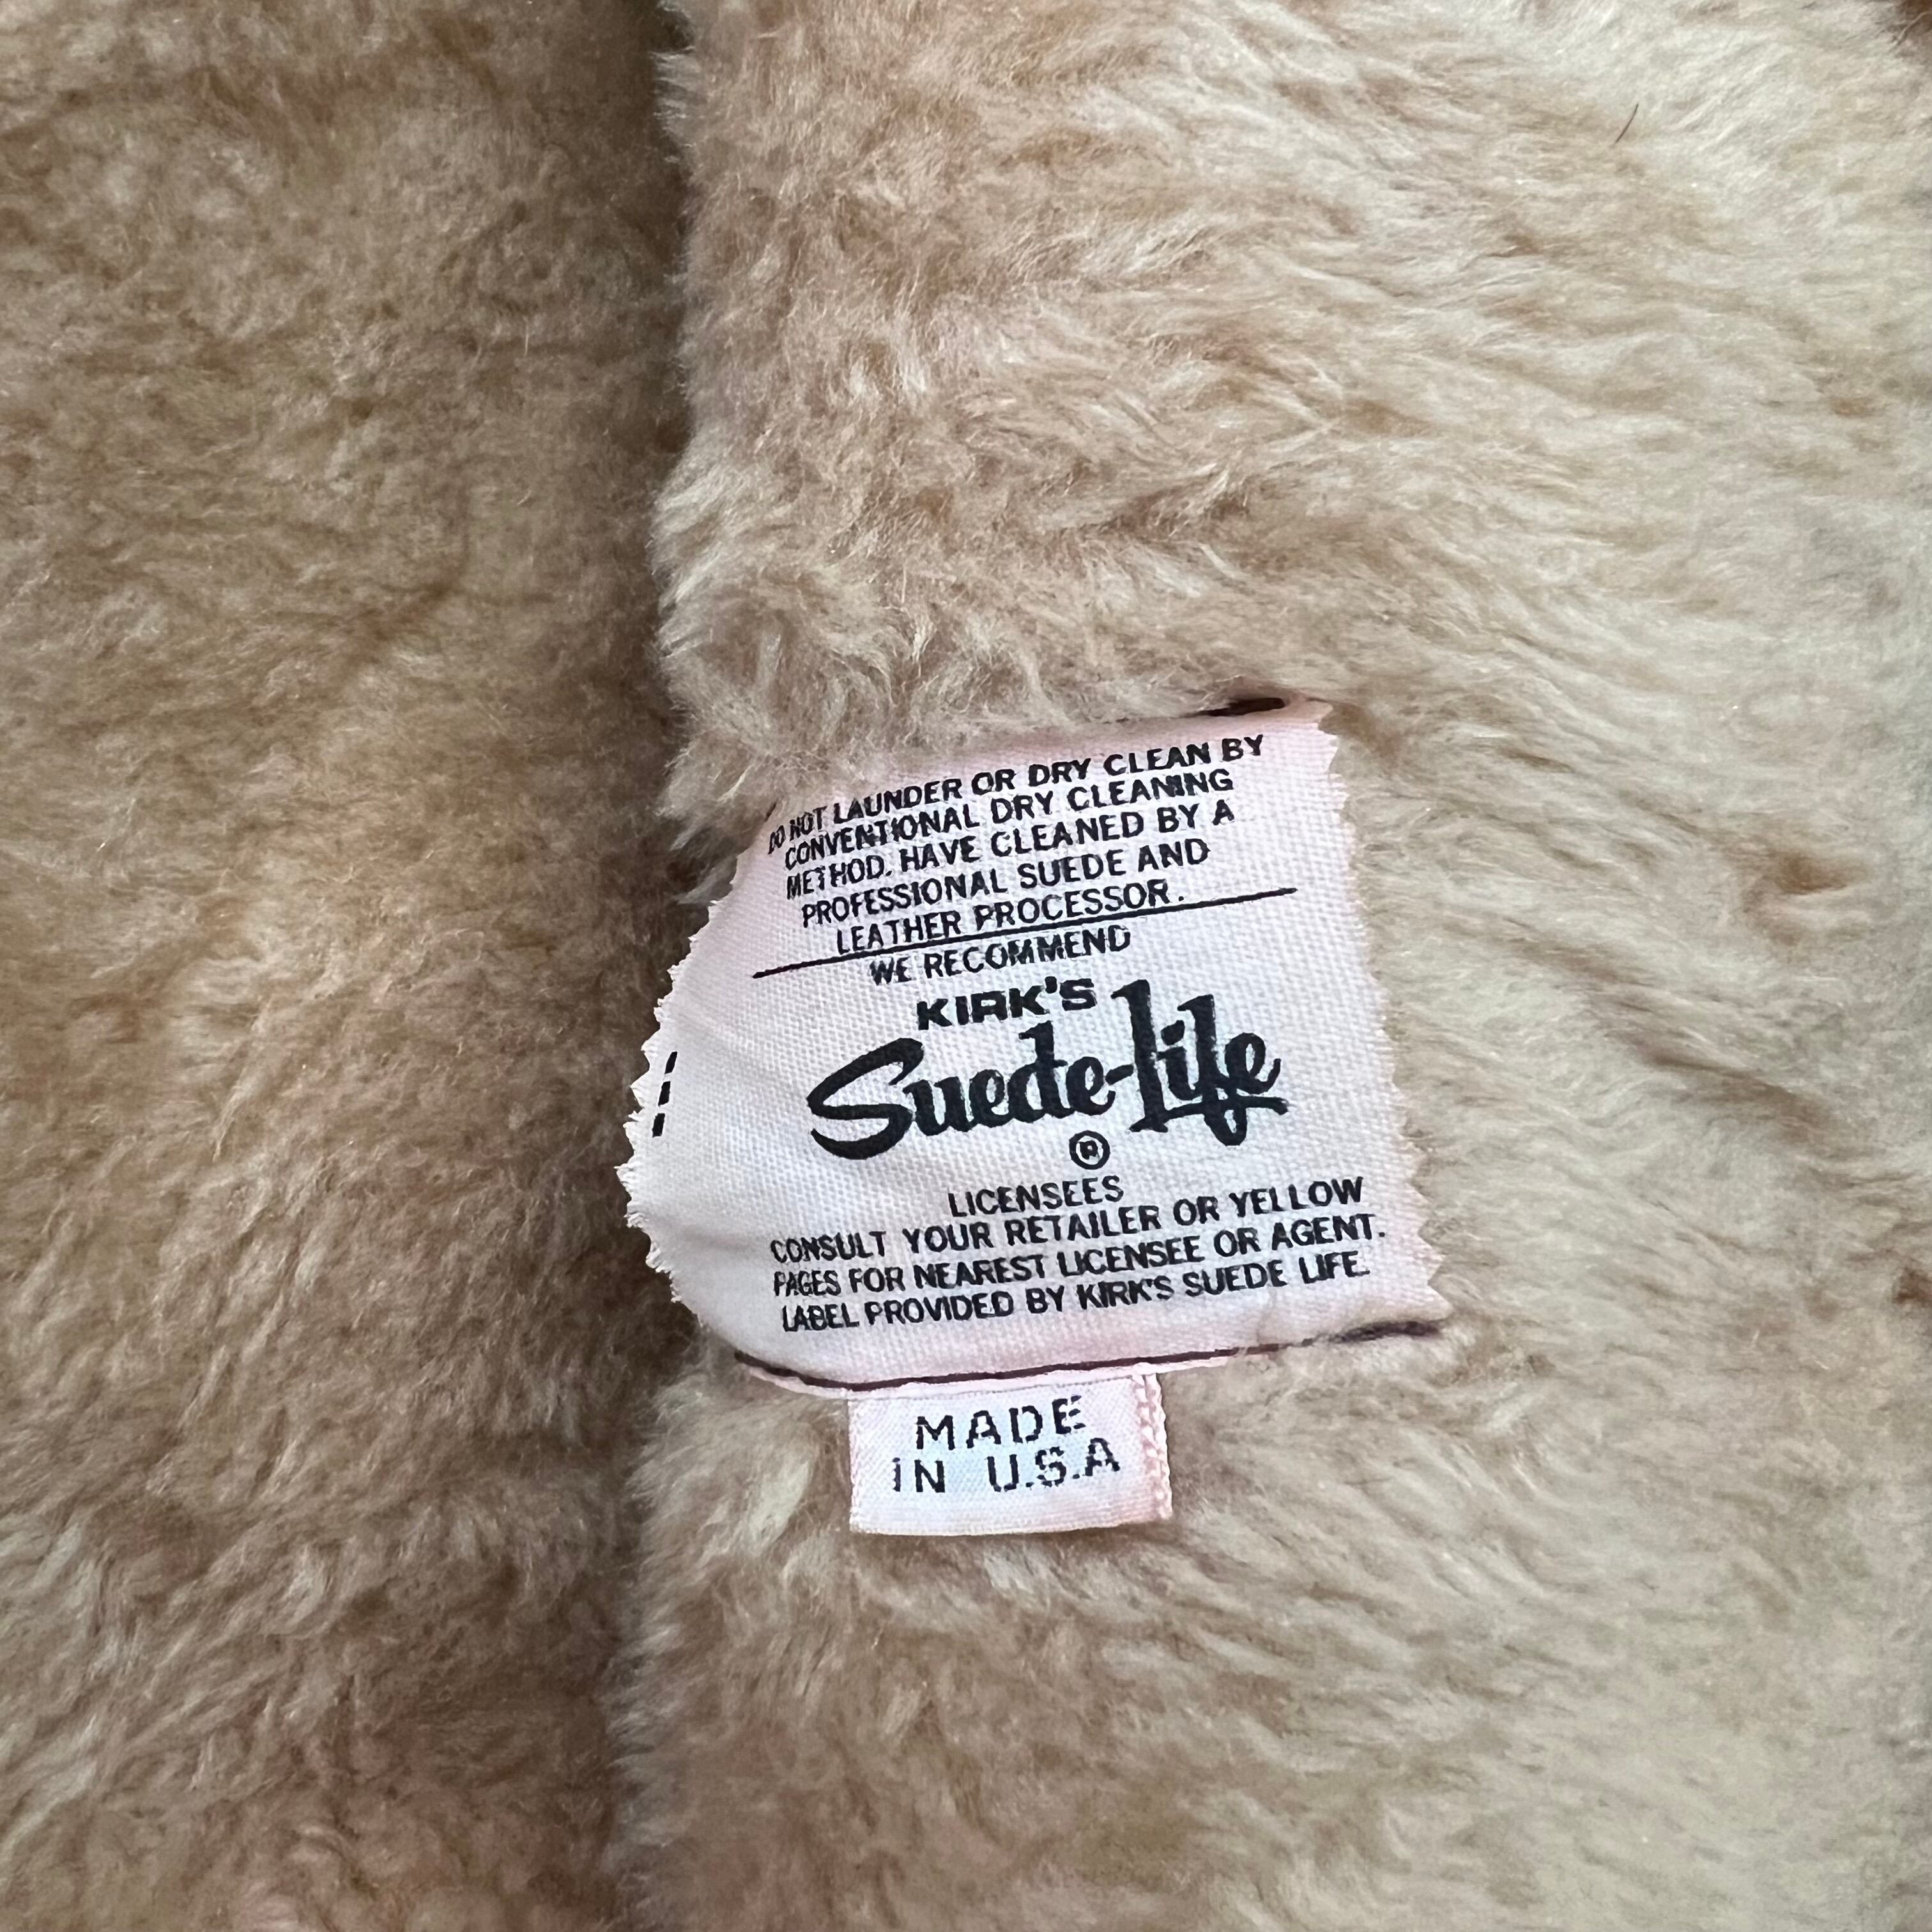 DO NOT LAUNDER OR DRY CLEAN BY
CONVENTIONAL DRY CLEANING
METHOD. HAVE CLEANED BY A
PROFESSIONAL SUEDE AND
LEATHER PROCESSOR.
WE RECOMMEND
KIRK'S
Suede-Life
®
LICENSEES
CONSULT YOUR RETAILER OR YELLOW
PAGES FOR NEAREST LICENSEE OR AGENT.
LABEL PROVIDED BY KIRK'S SUEDE LIFE.
MADE
IN U.S.A